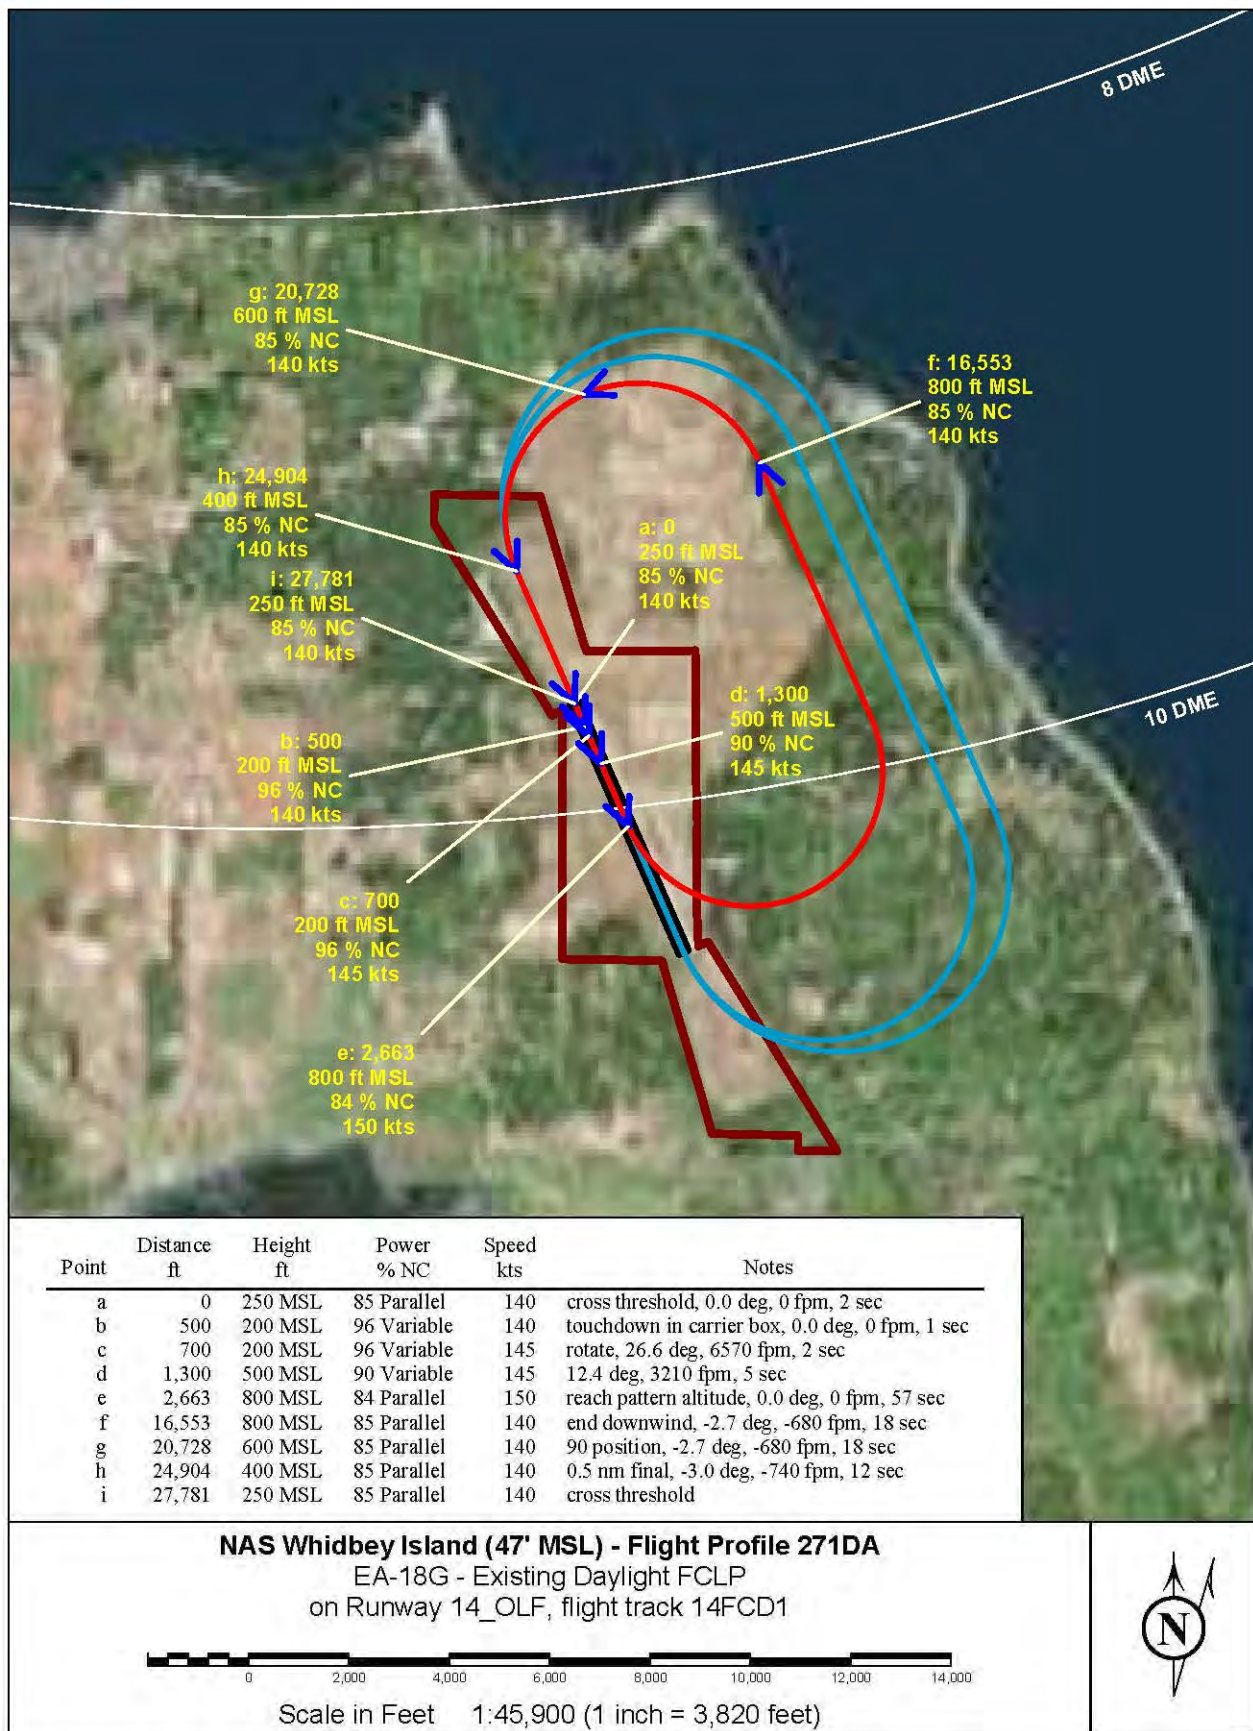 8 DME
g: 20,728
600 ft MSL
85 % NC
140 kts
f: 16,553
800 ft MSL
85 % NC
140 kts
h: 24,904
400 ft MSL
85 % NC
140 kts
a: 0
250 ft MSL
85 % NC
140 kts
i: 27,781
250 ft MSL
85 % NC
140 kts
d: 1,300
500 ft MSL
90 % NC
145 kts
10 DME
b: 500
200 ft MSL
96 % NC
140 kts
c: 700
200 ft MSL
96 % NC
145 kts
e: 2,663
800 ft MSL
84 % NC
150 kts
Point Distance ft Height ft Power % NC Speed kts Notes
a 0 250 MSL 85 Parallel 140 cross threshold, 0.0 deg, 0 fpm, 2 sec
b 500 200 MSL 96 Variable 140 touchdown in carrier box, 0.0 deg, 0 fpm, 1 sec
c 700 200 MSL 96 Variable 145 rotate, 26.6 deg, 6570 fpm, 2 sec
d 1,300 500 MSL 90 Variable 145 12.4 deg, 3210 fpm, 5 sec
e 2,663 800 MSL 84 Parallel 150 reach pattern altitude, 0.0 deg, 0 fpm, 57 sec
f 16,553 800 MSL 85 Parallel 140 end downwind, -2.7 deg, -680 fpm, 18 sec
g 20,728 600 MSL 85 Parallel 140 90 position, -2.7 deg, -680 fpm, 18 sec
h 24,904 400 MSL 85 Parallel 140 0.5 nm final, -3.0 deg, -740 fpm, 12 sec
i 27,781 250 MSL 85 Parallel 140 cross threshold
NAS Whidbey Island (47' MSL) - Flight Profile 271DA
EA-18G - Existing Daylight FCLP
on Runway 14_OLF, flight track 14FCD1
0 2,000 4,000 6,000 8,000 10,000 12,000 14,000
Scale in Feet 1:45,900 (1 inch = 3,820 feet)
N